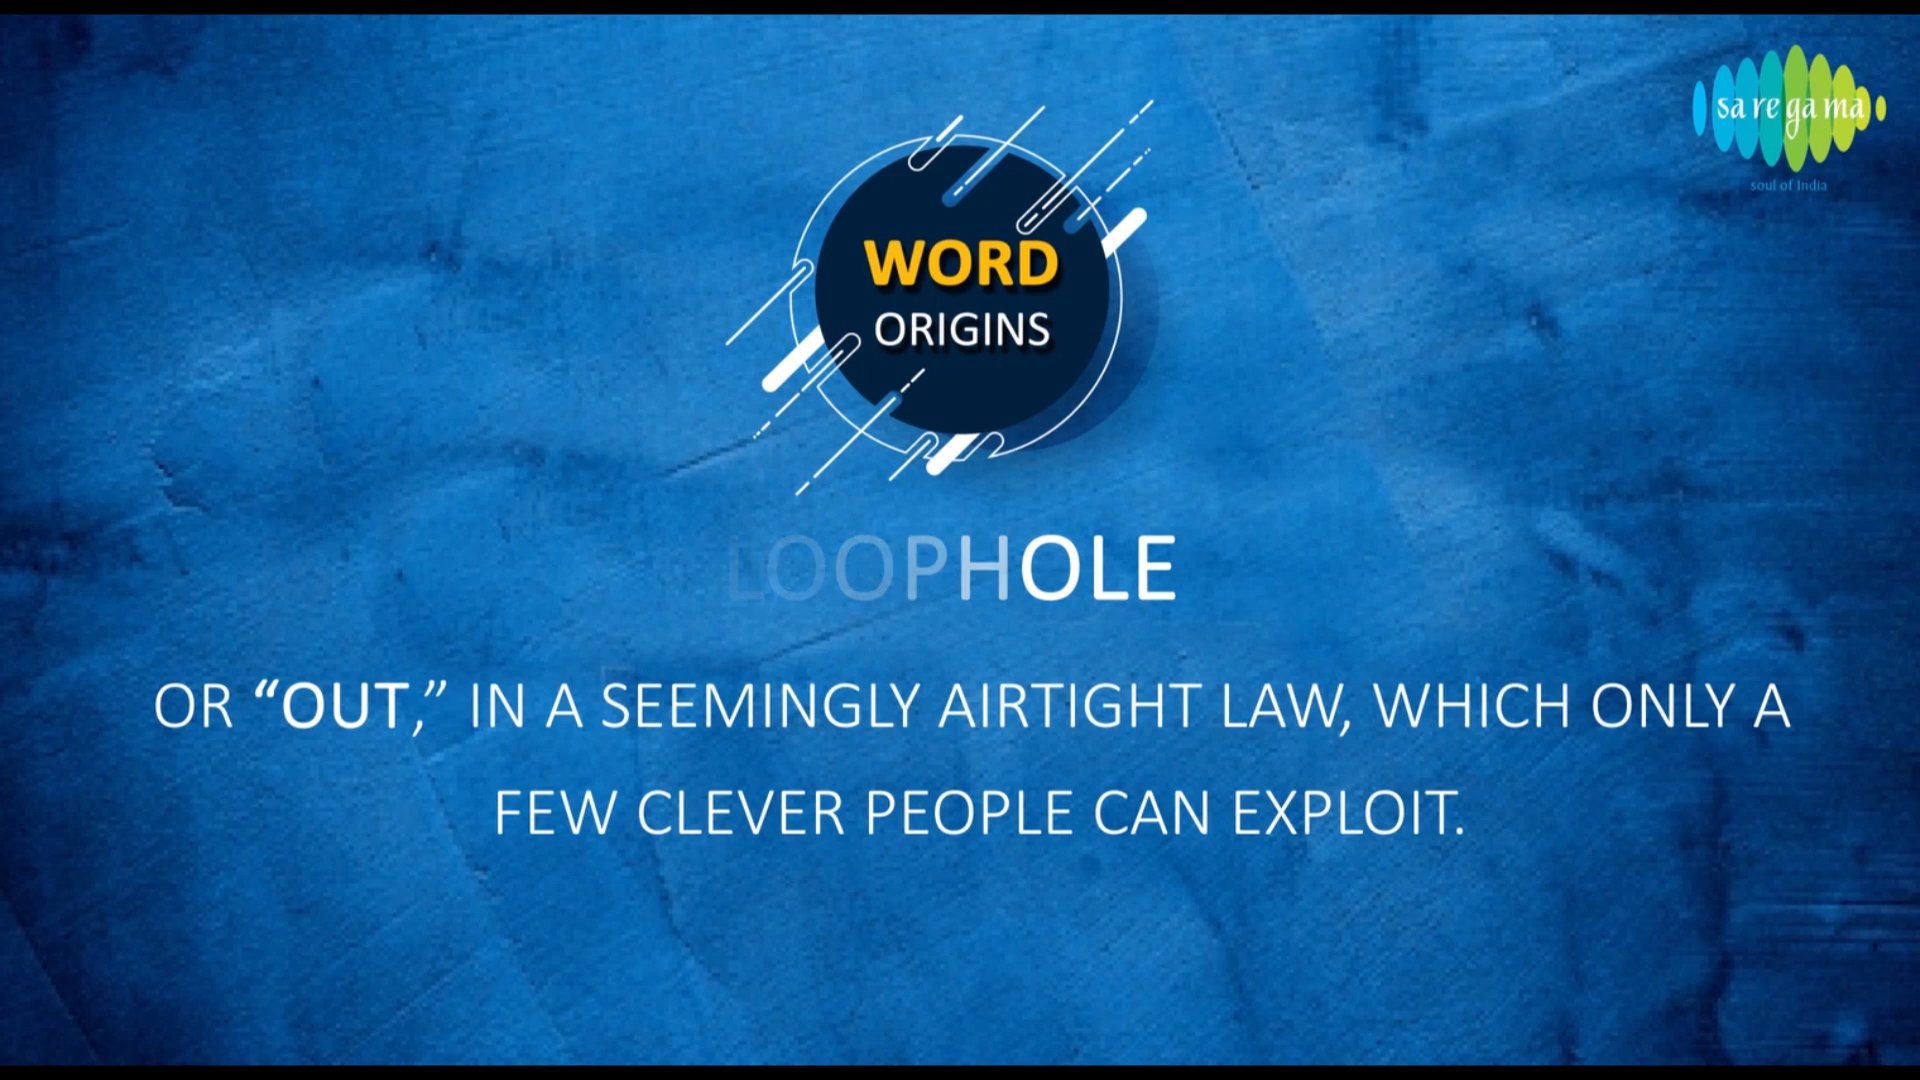 sa re ga ma
soul of India
WORD
ORIGINS
LOOPHOLE
OR “OUT,” IN A SEEMINGLY AIRTIGHT LAW, WHICH ONLY A
FEW CLEVER PEOPLE CAN EXPLOIT.